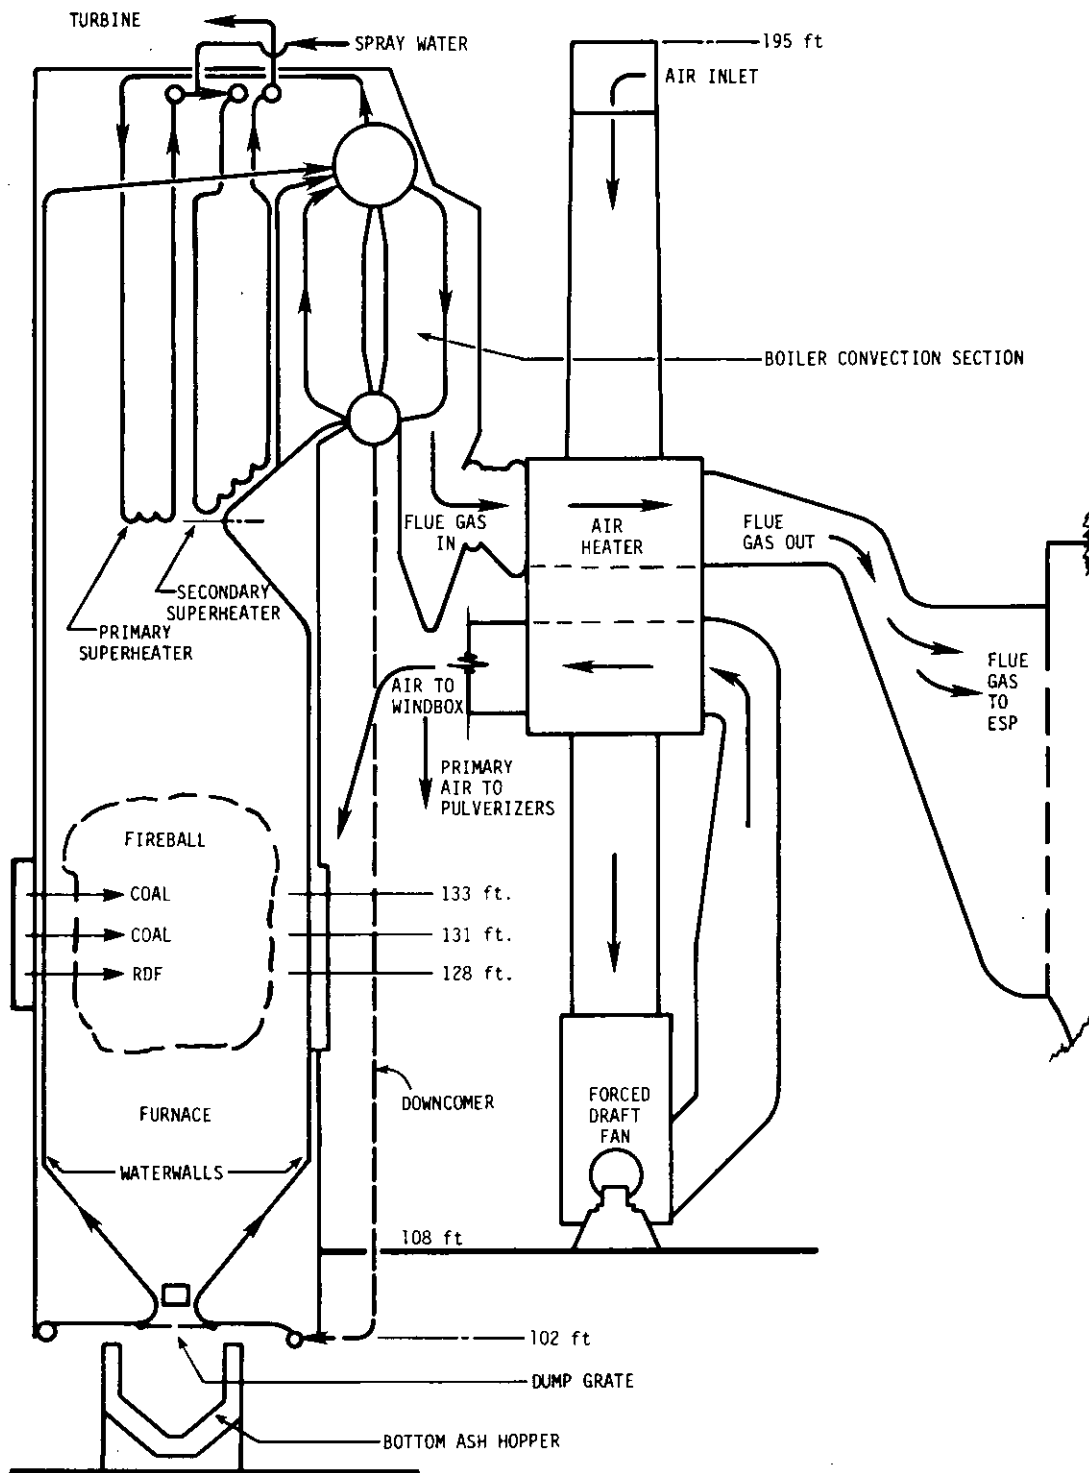 TURBINE
SPRAY WATER
195 ft
AIR INLET
BOILER CONVECTION SECTION
FLUE GAS
IN
AIR
HEATER
FLUE
GAS OUT
SECONDARY
SUPERHEATER
PRIMARY
SUPERHEATER
AIR TO
WINDBOX
FLUE
GAS
TO
ESP
PRIMARY
AIR TO
PULVERIZERS
FIREBALL
COAL
133 ft.
COAL
131 ft.
RDF
128 ft.
DOWNCOMER
FURNACE
FORCED
DRAFT
FAN
WATERWALLS
108 ft
102 ft
DUMP GRATE
BOTTOM ASH HOPPER